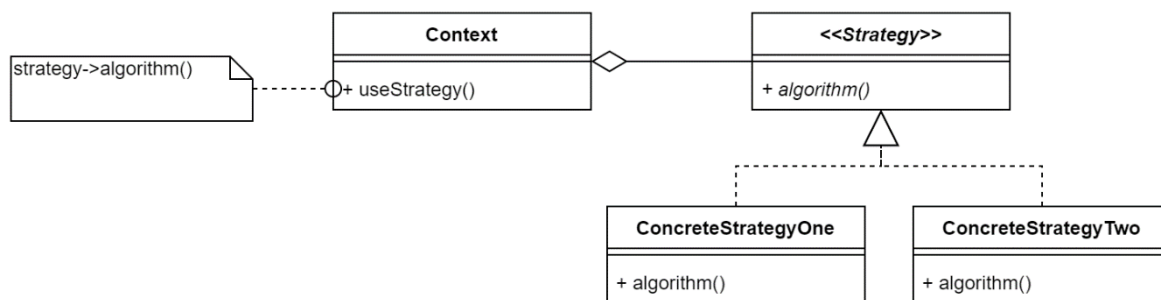 Context
<<Strategy>>
strategy->algorithm()
+ useStrategy()
+ algorithm()
ConcreteStrategyOne
ConcreteStrategyTwo
+ algorithm()
+ algorithm()